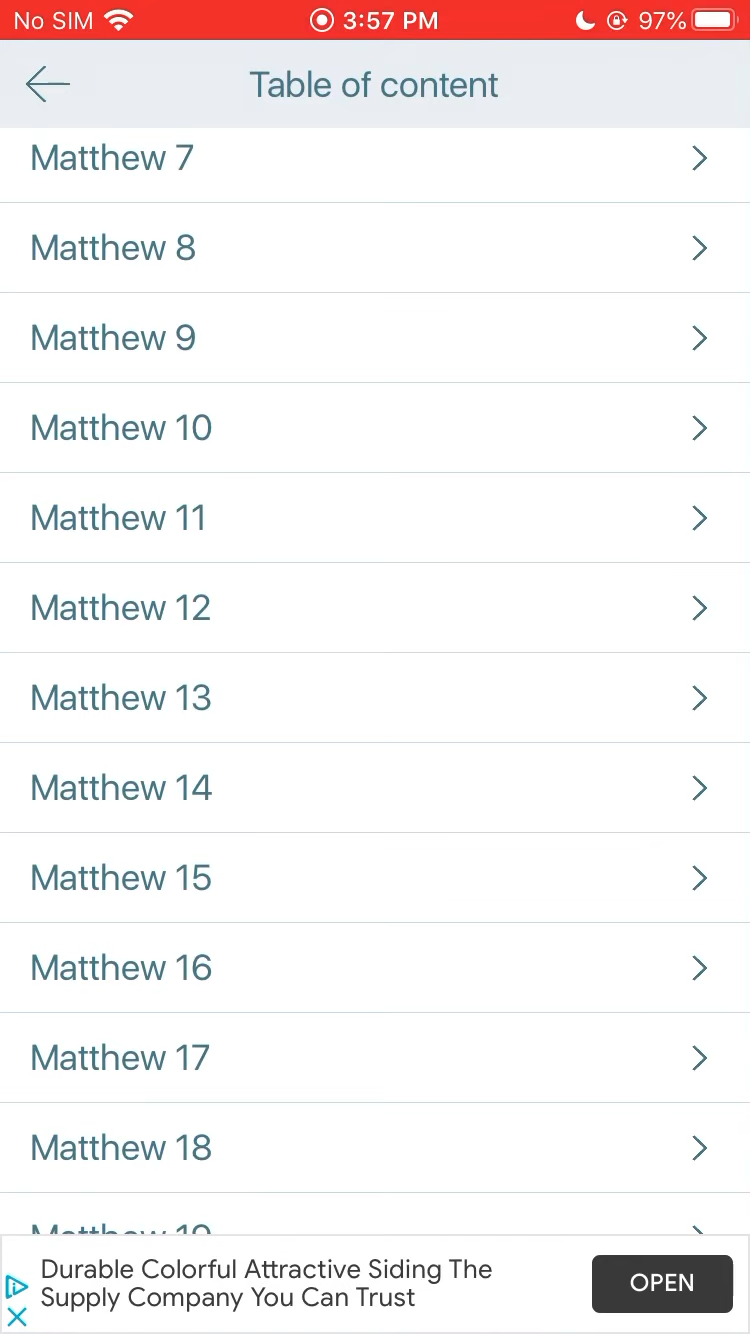 No SIM 3:57 PM 97%
Table of content
Matthew 7
Matthew 8
Matthew 9
Matthew 10
Matthew 11
Matthew 12
Matthew 13
Matthew 14
Matthew 15
Matthew 16
Matthew 17
Matthew 18
Matthew 19
Durable Colorful Attractive Siding The
Supply Company You Can Trust
OPEN